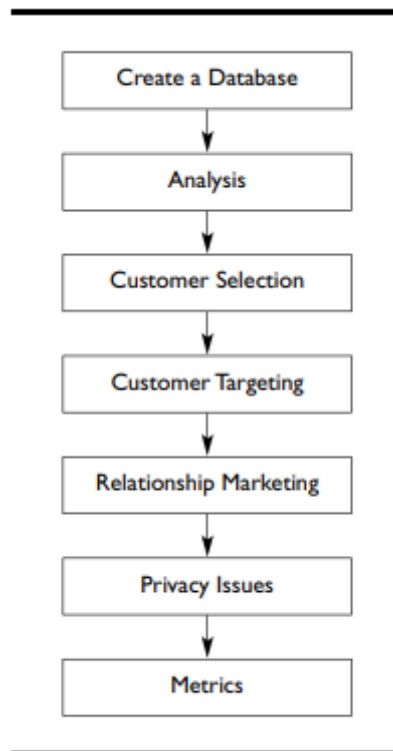 Create a Database
Analysis
Customer Selection
Customer Targeting
Relationship Marketing
Privacy Issues
Metrics